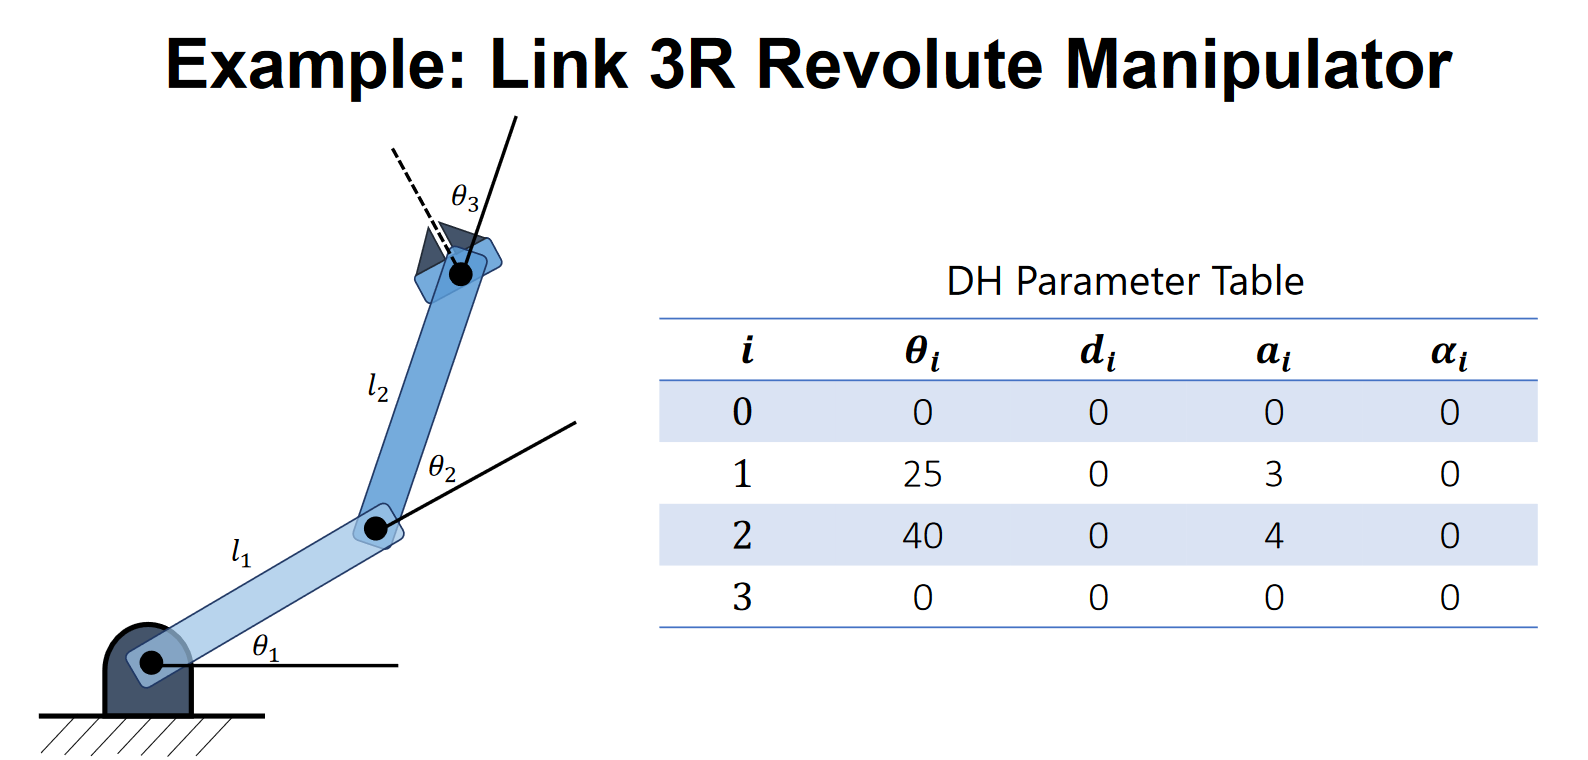 Example: Link 3R Revolute Manipulator
θ₃
l₂
θ₂
l₁
θ₁
DH Parameter Table
i θᵢ dᵢ aᵢ αᵢ
0 0 0 0 0
1 25 0 3 0
2 40 0 4 0
3 0 0 0 0